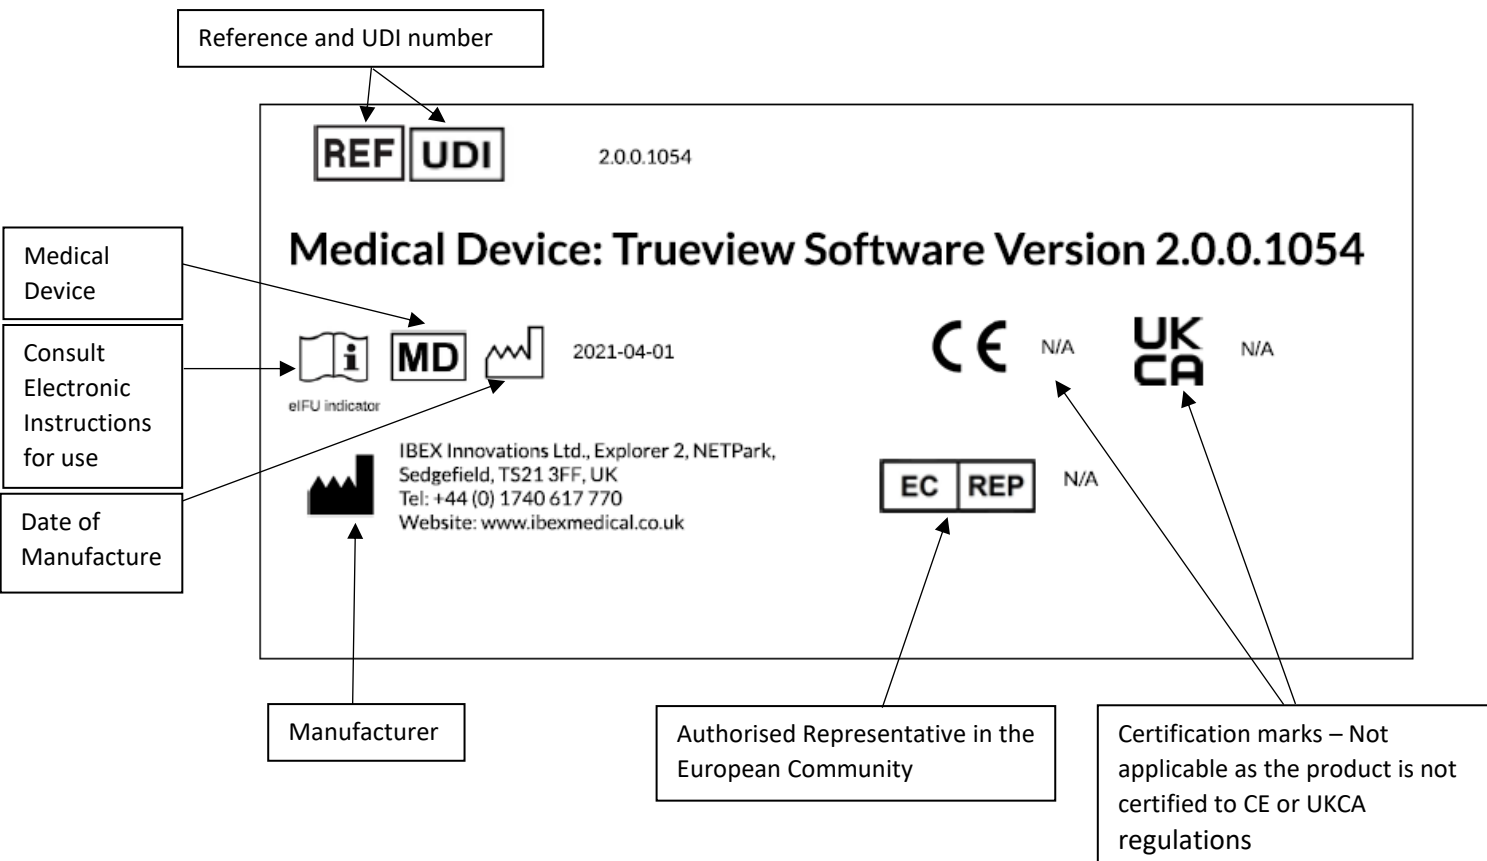 Reference and UDI number
REF UDI 2.0.0.1054
Medical Device: Trueview Software Version 2.0.0.1054
Medical
Device
Consult
Electronic
Instructions
for use
Date of
Manufacture
i MD 2021-04-01
eIFU indicator
CE N/A
UK
CA N/A
IBEX Innovations Ltd., Explorer 2, NETPark,
Sedgefield, TS21 3FF, UK
Tel: +44 (0) 1740 617 770
Website: www.ibexmedical.co.uk
EC REP N/A
Manufacturer
Authorised Representative in the
European Community
Certification marks – Not
applicable as the product is not
certified to CE or UKCA
regulations